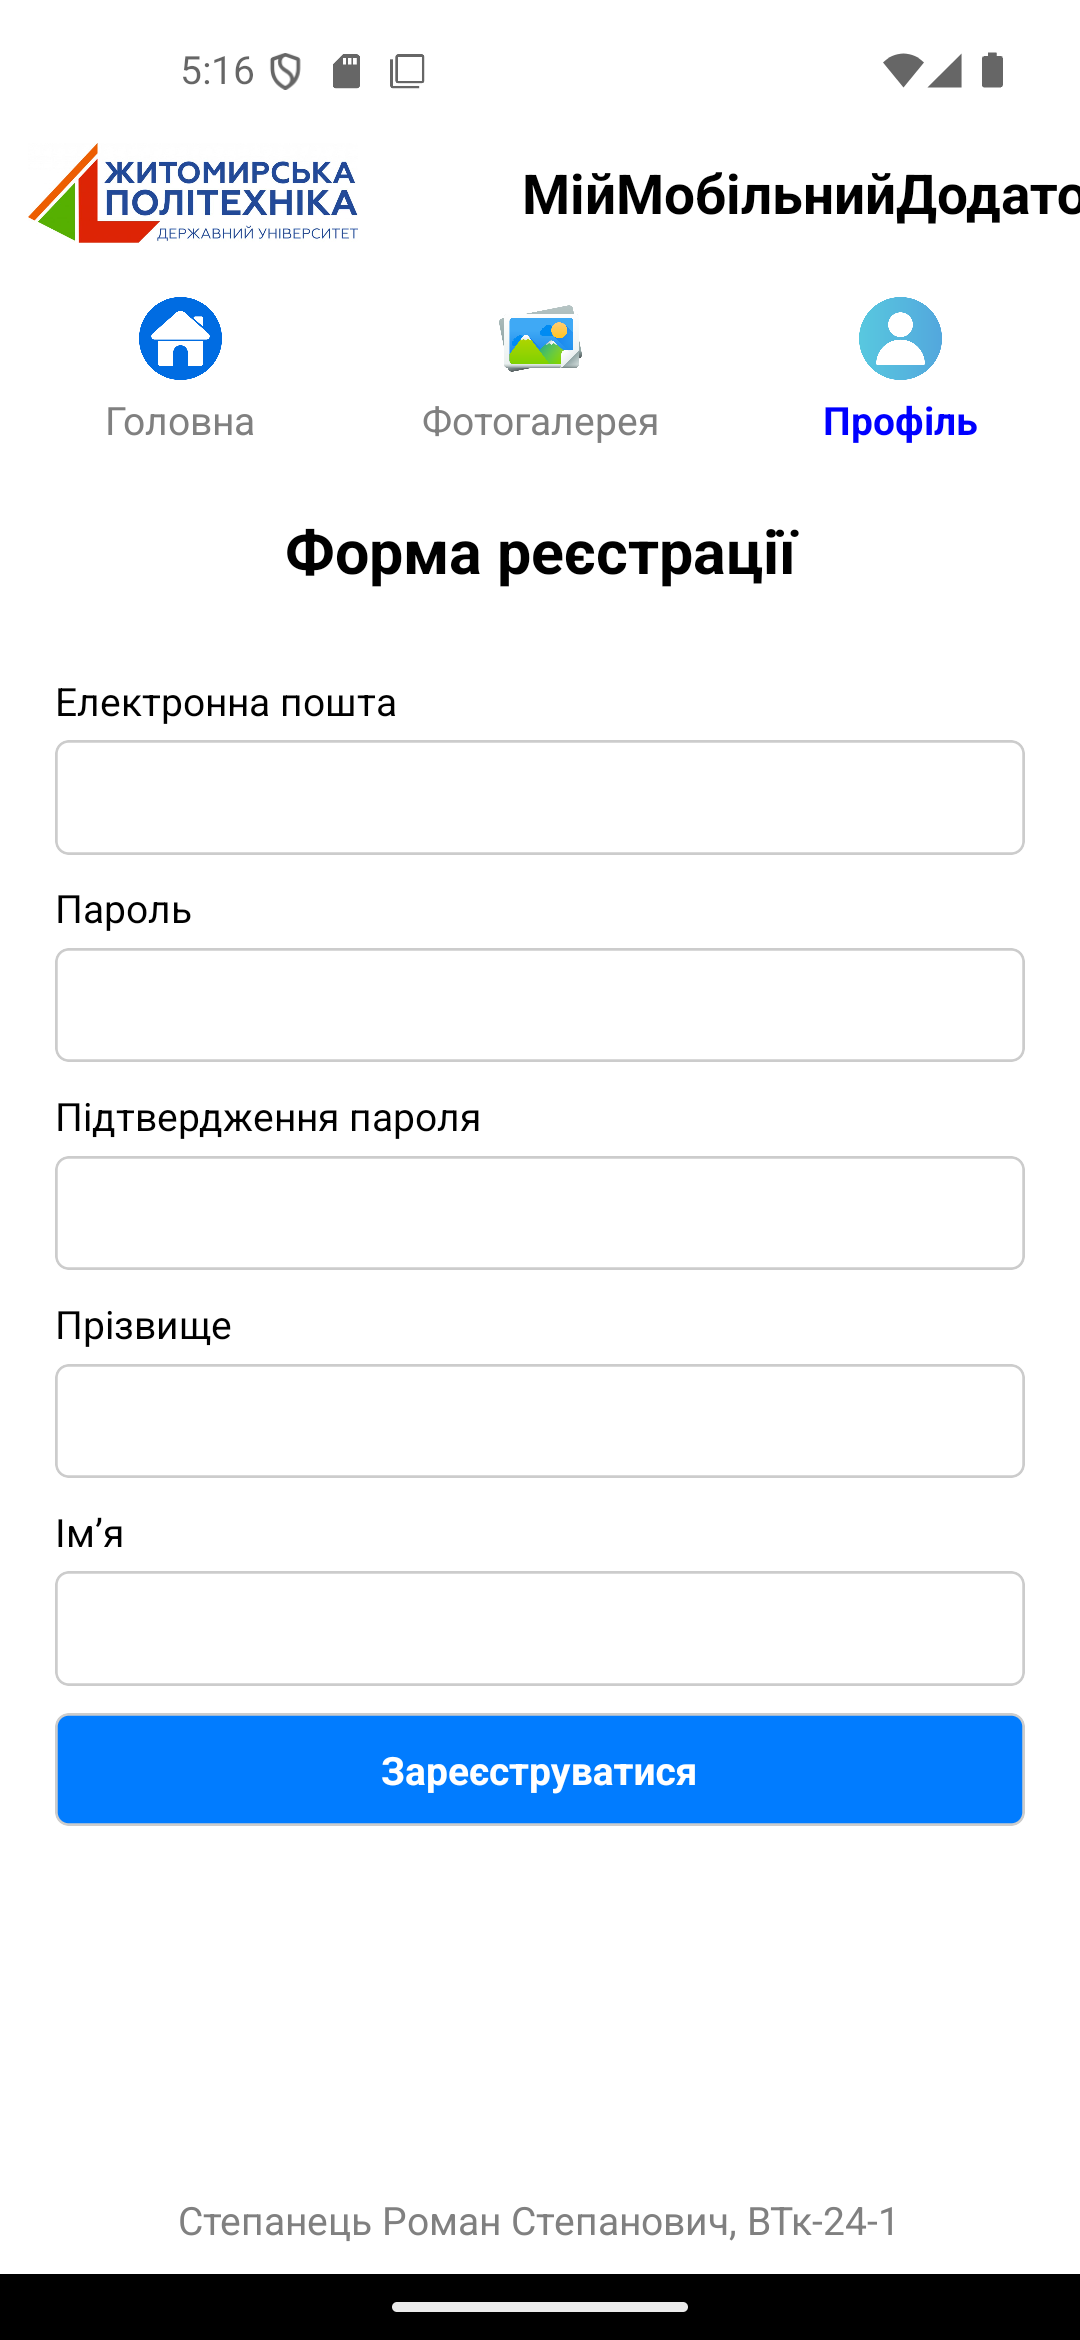 5:16
ЖИТОМИРСЬКА
ПОЛІТЕХНІКА
ДЕРЖАВНИЙ УНІВЕРСИТЕТ
МійМобільнийДодато
Головна
Фотогалерея
Профіль
Форма реєстрації
Електронна пошта
Пароль
Підтвердження пароля
Прізвище
Ім’я
Зареєструватися
Степанець Роман Степанович, ВТк-24-1